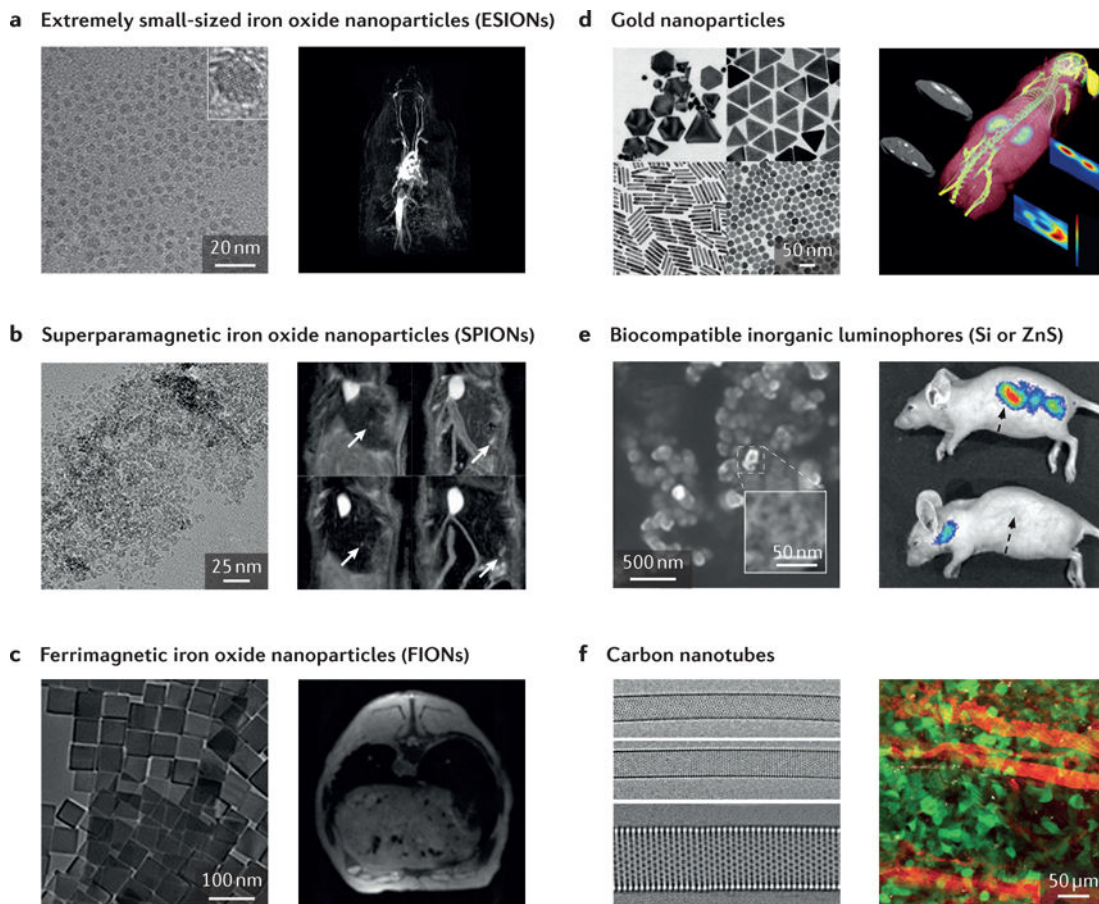 a Extremely small-sized iron oxide nanoparticles (ESIONs)
20 nm
b Superparamagnetic iron oxide nanoparticles (SPIONs)
25 nm
c Ferrimagnetic iron oxide nanoparticles (FIONs)
100 nm
d Gold nanoparticles
50 nm
e Biocompatible inorganic luminophores (Si or ZnS)
500 nm
50 nm
f Carbon nanotubes
50 µm